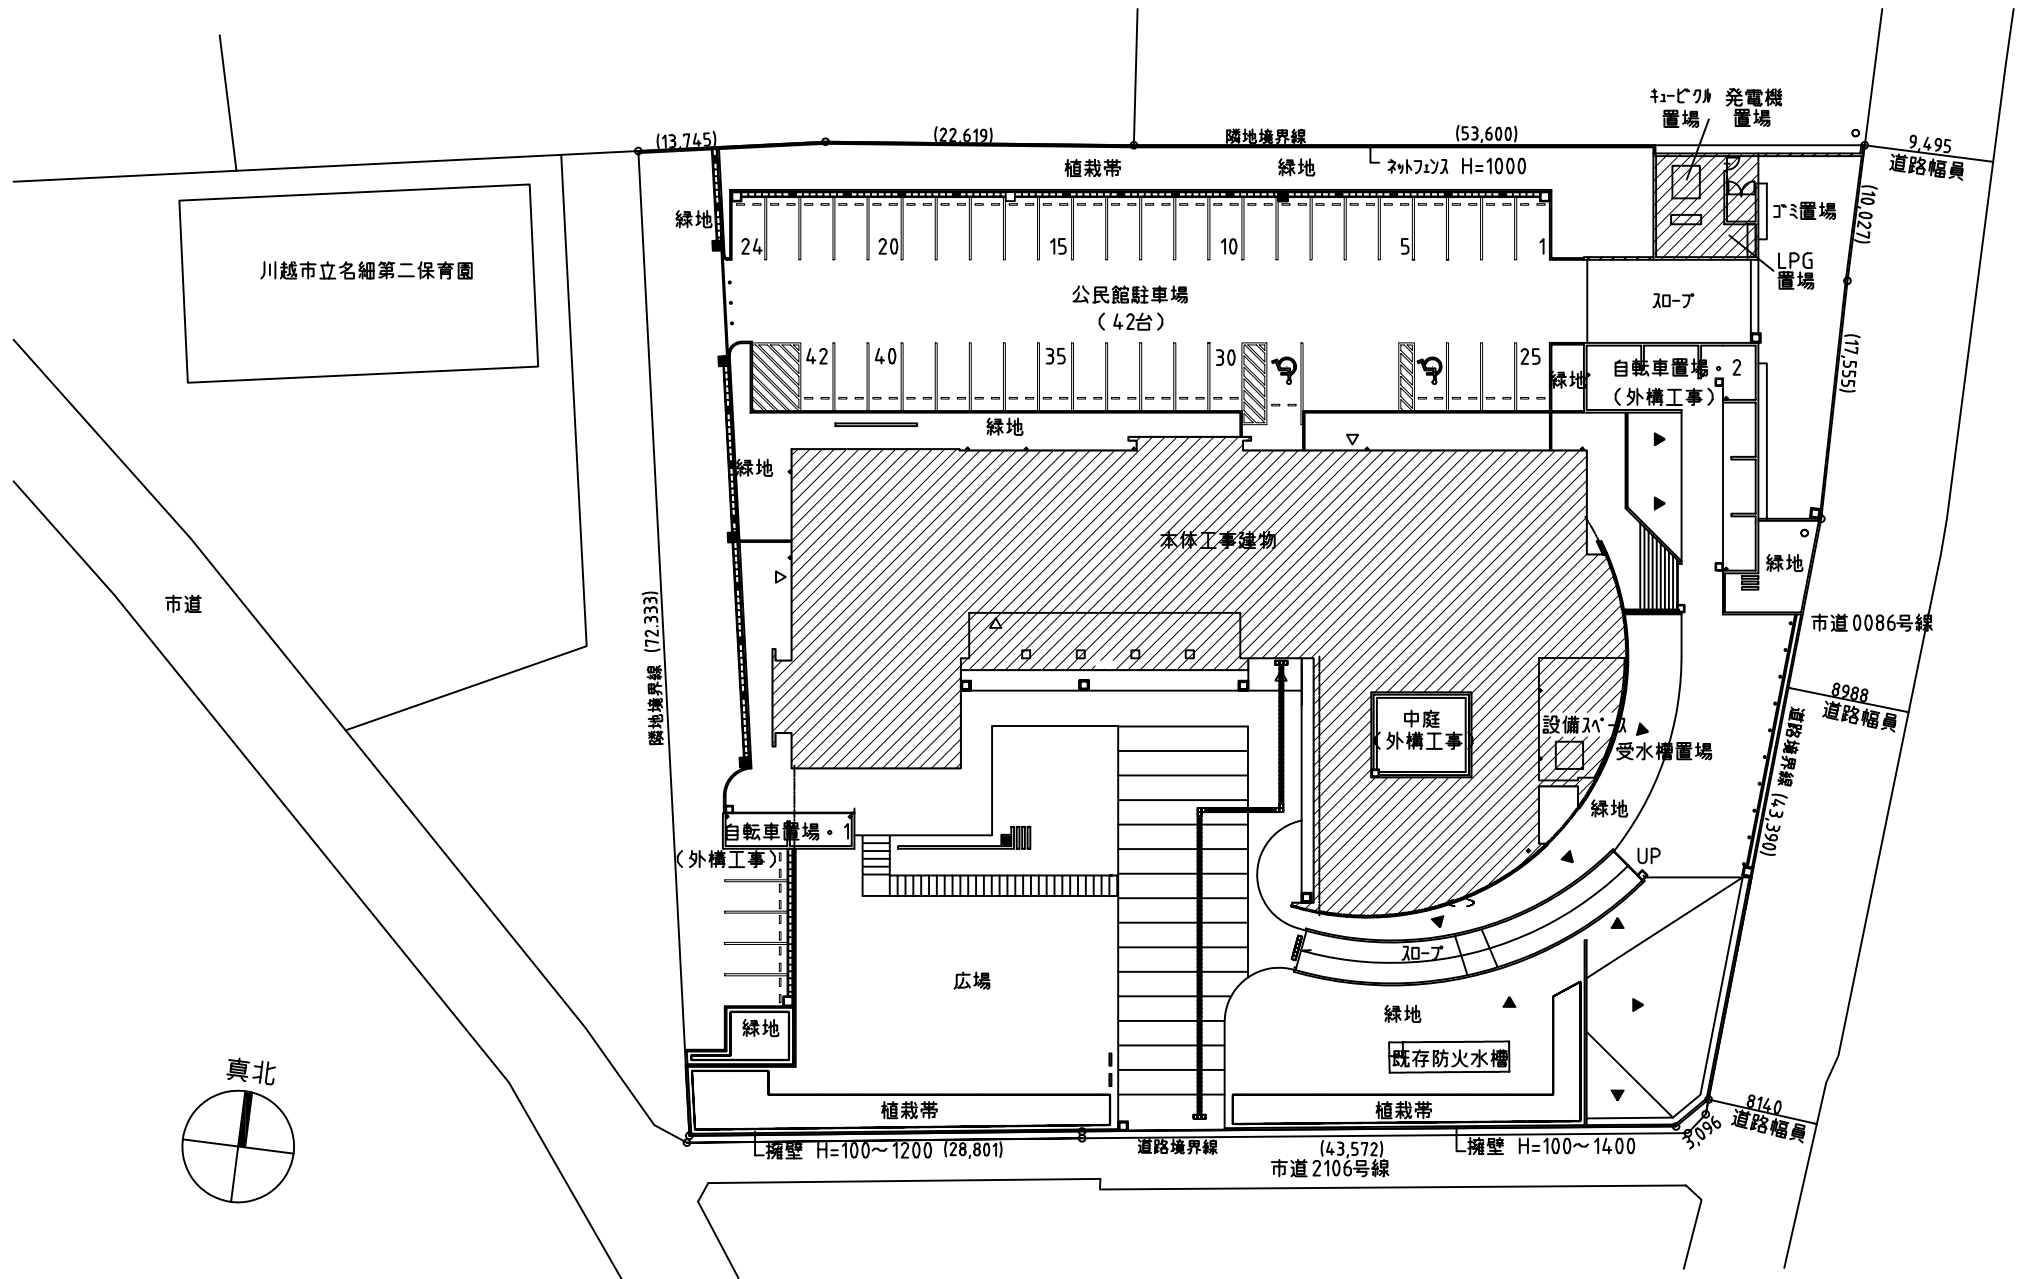 ｷｭｰﾋﾞｸﾙ 発電機
置場 置場
(13.745)
(22.619)
隣地境界線
(53,600)
9,495
道路幅員
植栽帯
緑地
ﾈｯﾄﾌｪﾝｽ H=1000
(10,027)
緑地
ｺﾞﾐ置場
24
20
15
10
5
1
LPG
置場
川越市立名細第二保育園
公民館駐車場
(42台)
ｽﾛｰﾌﾟ
(17,555)
42
40
35
30
25
緑地
自転車置場・2
(外構工事)
緑地
緑地
本体工事建物
緑地
市道
市道0086号線
隣地境界線 (72.333)
8988
道路幅員
中庭
(外構工事)
設備ｽﾍﾟｰｽ
受水槽置場
道路境界線 (43,390)
緑地
自転車置場・1
(外構工事)
UP
ｽﾛｰﾌﾟ
広場
緑地
緑地
既存防火水槽
真北
植栽帯
植栽帯
8140
道路幅員
3,096
擁壁 H=100～1200
(28,801)
道路境界線
(43,572)
擁壁 H=100～1400
市道2106号線